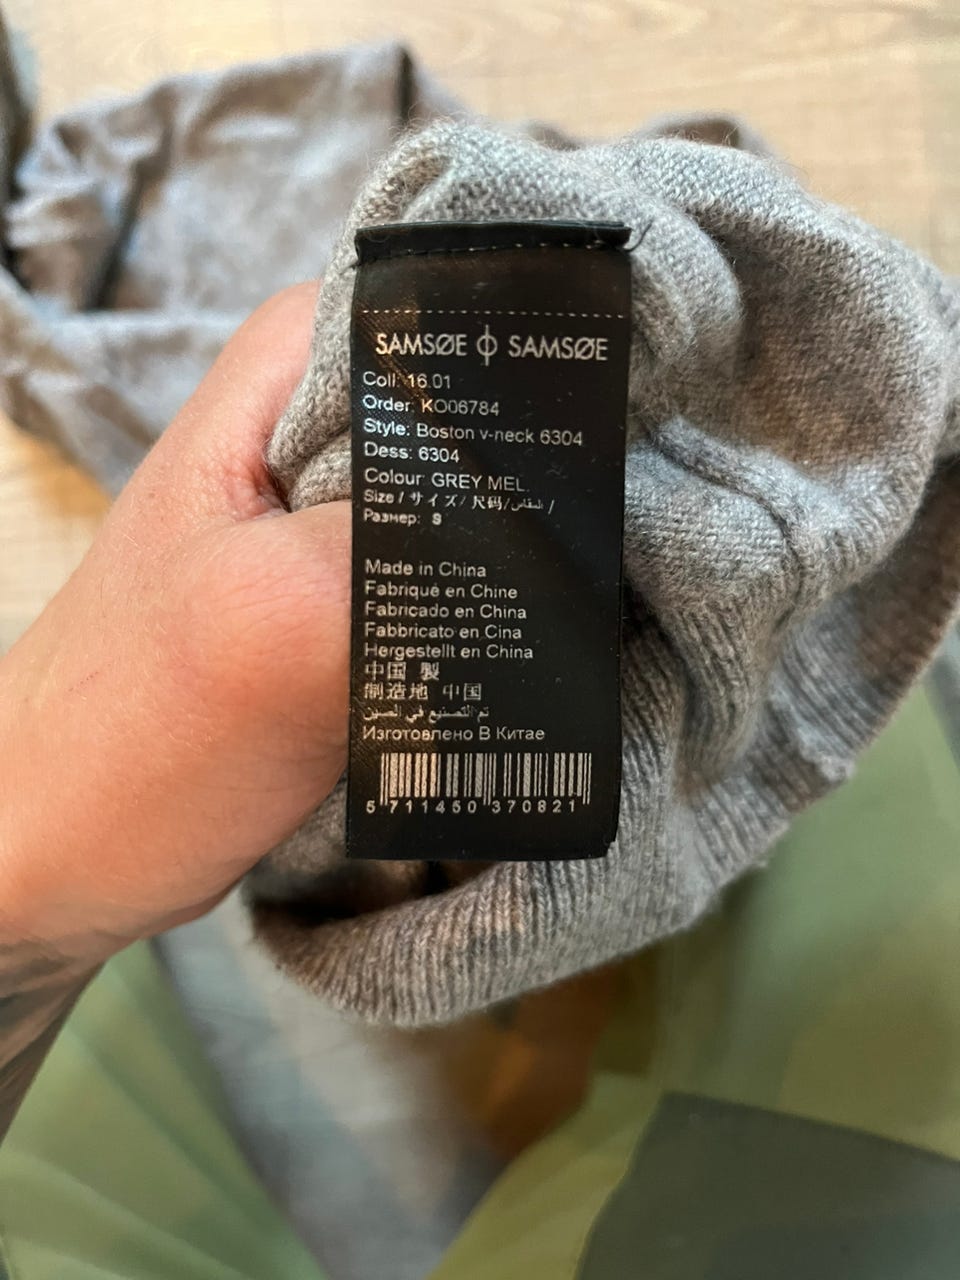 SAMSØE ϕ SAMSØE
Coll: 16.01
Order: KO06784
Style: Boston v-neck 6304
Dess: 6304
Colour: GREY MEL.
Size / サイズ/ 尺码/المقاس /
Размер: S
Made in China
Fabriqué en Chine
Fabricado en China
Fabbricato en Cina
Hergestellt en China
中国 製
制造地 中国
تم التصنيع في الصين
Изготовлено В Китае
5 711450 370821